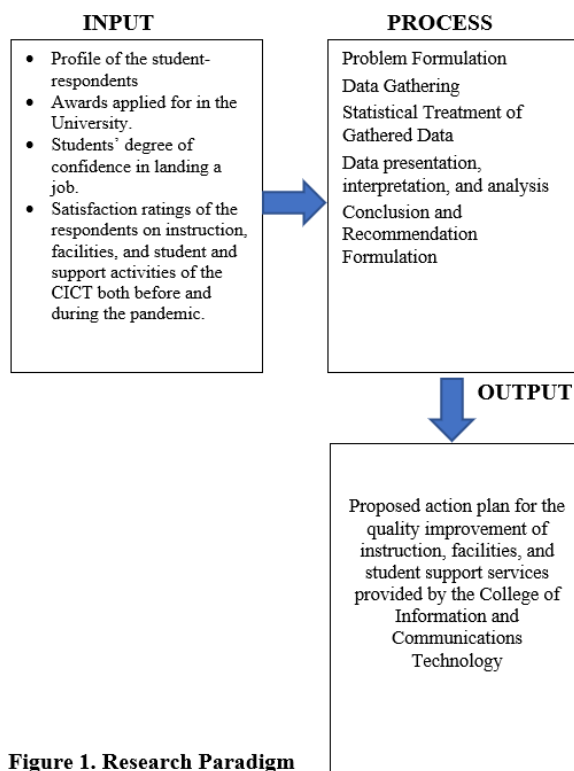 INPUT
• Profile of the student-
respondents
• Awards applied for in the
University.
• Students’ degree of
confidence in landing a
job.
• Satisfaction ratings of the
respondents on instruction,
facilities, and student and
support activities of the
CICT both before and
during the pandemic.
PROCESS
Problem Formulation
Data Gathering
Statistical Treatment of
Gathered Data
Data presentation,
interpretation, and analysis
Conclusion and
Recommendation
Formulation
OUTPUT
Proposed action plan for the
quality improvement of
instruction, facilities, and
student support services
provided by the College of
Information and
Communications
Technology
Figure 1. Research Paradigm